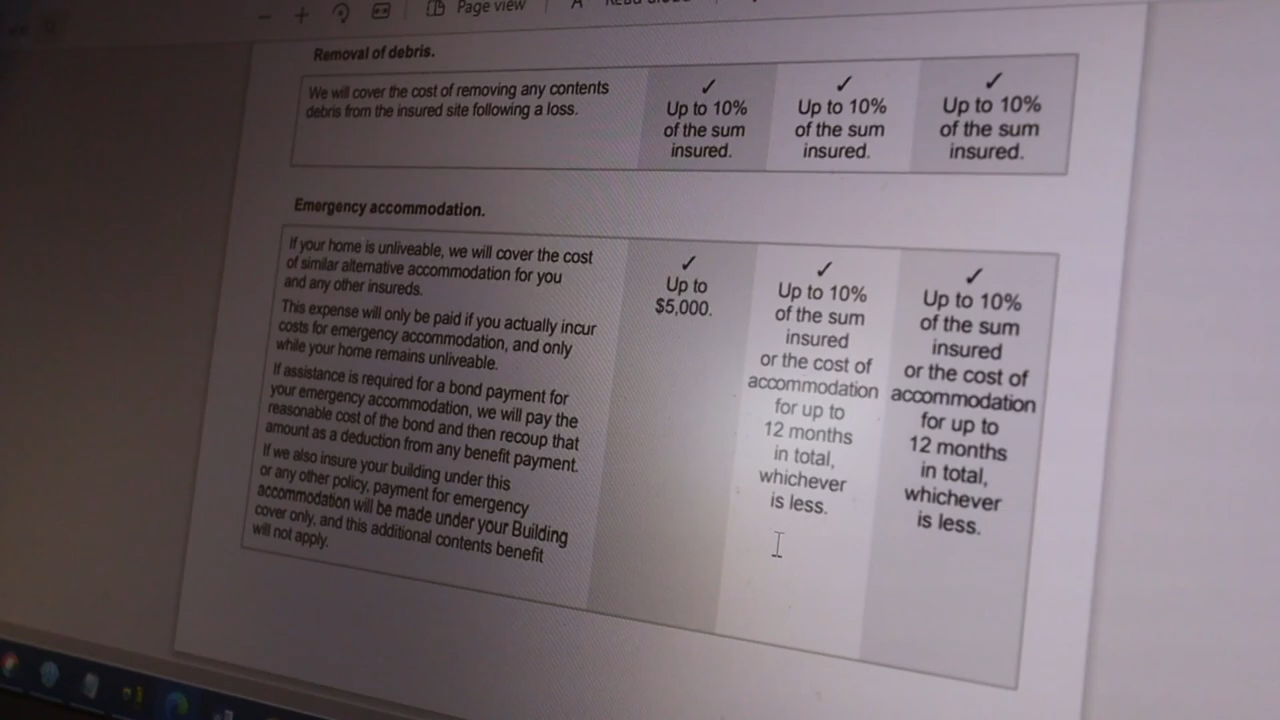 Page view
Removal of debris.
We will cover the cost of removing any contents
debris from the insured site following a loss.
✓
Up to 10%
of the sum
insured.
✓
Up to 10%
of the sum
insured.
✓
Up to 10%
of the sum
insured.
Emergency accommodation.
If your home is unliveable, we will cover the cost
of similar alternative accommodation for you
and any other insureds.
This expense will only be paid if you actually incur
costs for emergency accommodation, and only
while your home remains unliveable.
If assistance is required for a bond payment for
your emergency accommodation, we will pay the
reasonable cost of the bond and then recoup that
amount as a deduction from any benefit payment.
If we also insure your building under this
or any other policy, payment for emergency
accommodation will be made under your Building
cover only, and this additional contents benefit
will not apply.
✓
Up to
$5,000.
✓
Up to 10%
of the sum
insured
or the cost of
accommodation
for up to
12 months
in total,
whichever
is less.
✓
Up to 10%
of the sum
insured
or the cost of
accommodation
for up to
12 months
in total,
whichever
is less.